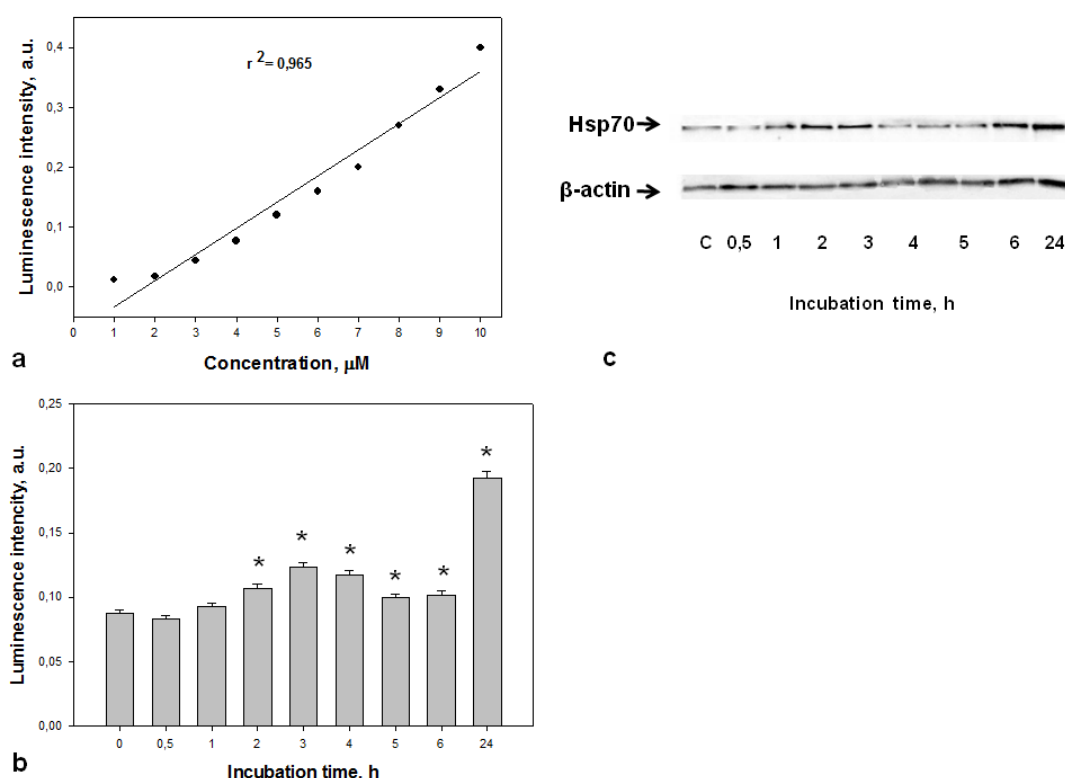 Luminescence intensity, a.u.
0,4
0,3
0,2
0,1
0,0
r 2= 0,965
0 1 2 3 4 5 6 7 8 9 10
Concentration, μM
a
Hsp70
β-actin
C 0,5 1 2 3 4 5 6 24
Incubation time, h
c
Luminescence intencity, a.u.
0,25
0,20
0,15
0,10
0,05
0,00
* * * * * *
0 0,5 1 2 3 4 5 6 24
Incubation time, h
b